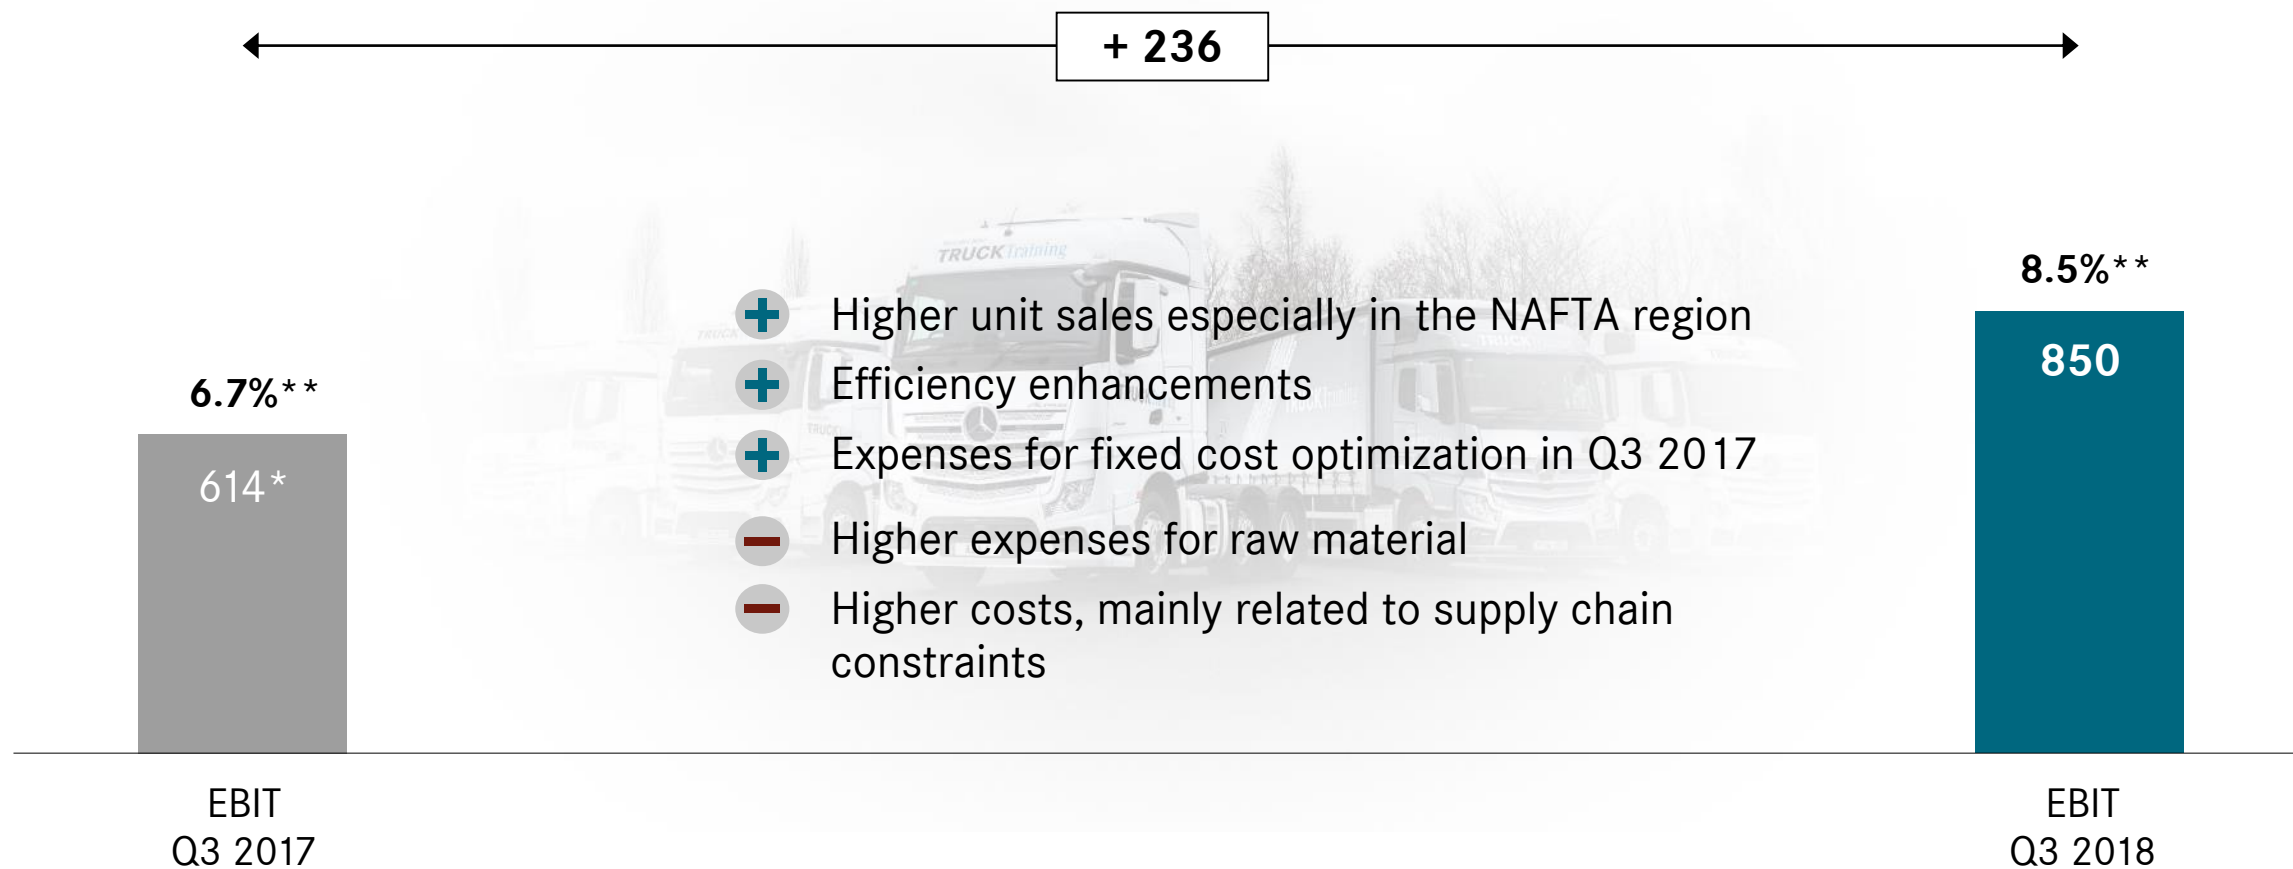 + 236
8.5%**
850
6.7%**
614*
Higher unit sales especially in the NAFTA region
Efficiency enhancements
Expenses for fixed cost optimization in Q3 2017
Higher expenses for raw material
Higher costs, mainly related to supply chain
constraints
EBIT
Q3 2017
EBIT
Q3 2018
TRUCKTraining